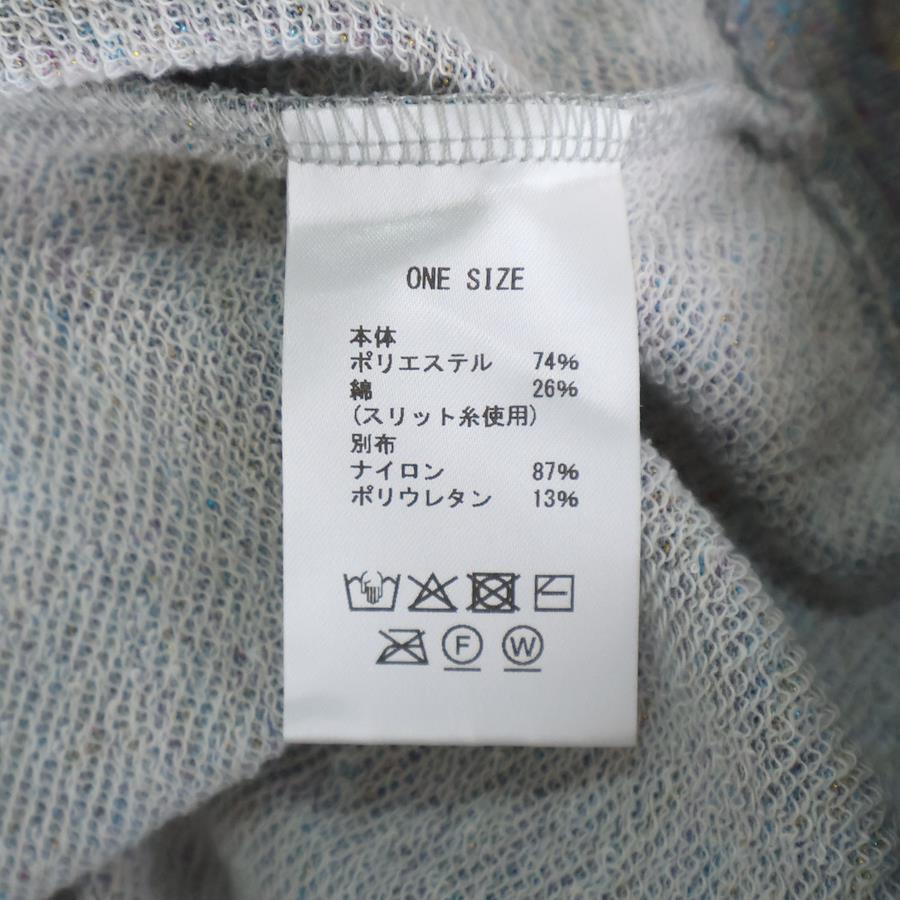 ONE SIZE
本体
ポリエステル 74%
綿 26%
(スリット糸使用)
別布
ナイロン 87%
ポリウレタン 13%
F W